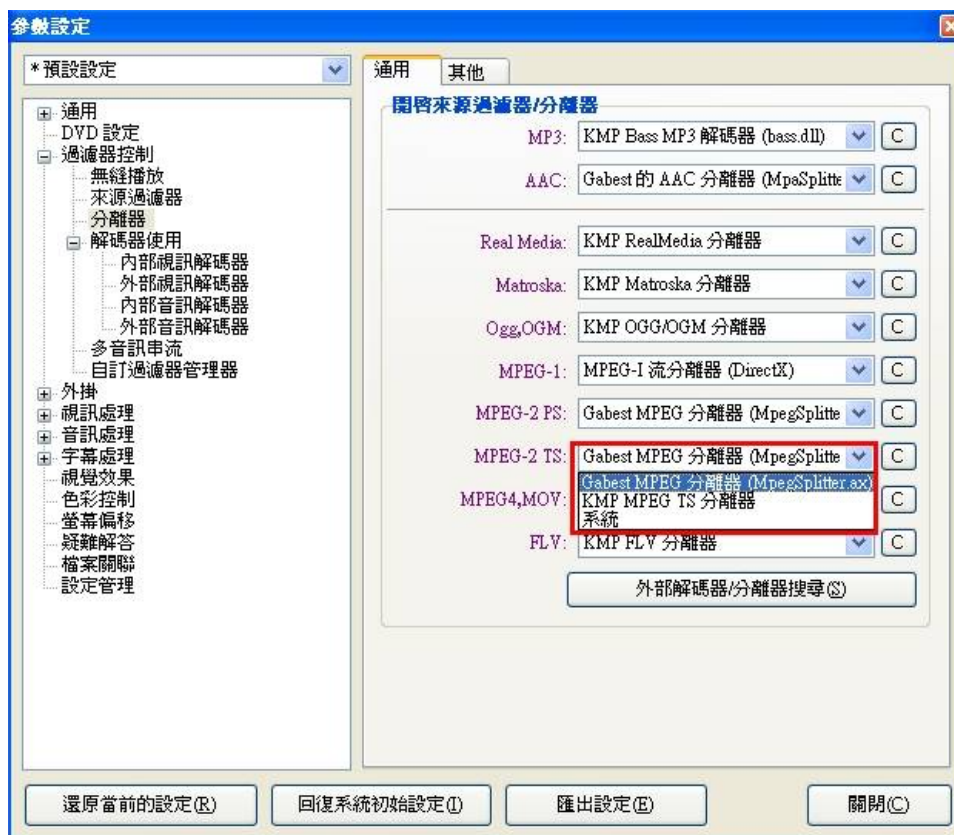 參數設定
*預設設定
通用
DVD 設定
過濾器控制
無縫播放
來源過濾器
分離器
解碼器使用
內部視訊解碼器
外部視訊解碼器
內部音訊解碼器
外部音訊解碼器
多音訊串流
自訂過濾器管理器
外掛
視訊處理
音訊處理
字幕處理
視覺效果
色彩控制
螢幕偏移
疑難解答
檔案關聯
設定管理
通用 其他
開啓來源過濾器/分離器
MP3: KMP Bass MP3 解碼器 (bass.dll) C
AAC: Gabest 的 AAC 分離器 (MpaSplitte C
Real Media: KMP RealMedia 分離器 C
Matroska: KMP Matroska 分離器 C
Ogg,OGM: KMP OGG/OGM 分離器 C
MPEG-1: MPEG-I 流分離器 (DirectX) C
MPEG-2 PS: Gabest MPEG 分離器 (MpegSplitte C
MPEG-2 TS: Gabest MPEG 分離器 (MpegSplitte C
Gabest MPEG 分離器 (MpegSplitter.ax)
MPEG4,MOV: KMP MPEG TS 分離器 C
系統
FLV: KMP FLV 分離器 C
外部解碼器/分離器搜尋(S)
還原當前的設定(R) 回復系統初始設定(I) 匯出設定(E) 關閉(C)